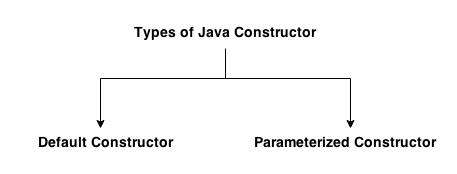 Types of Java Constructor
Default Constructor
Parameterized Constructor